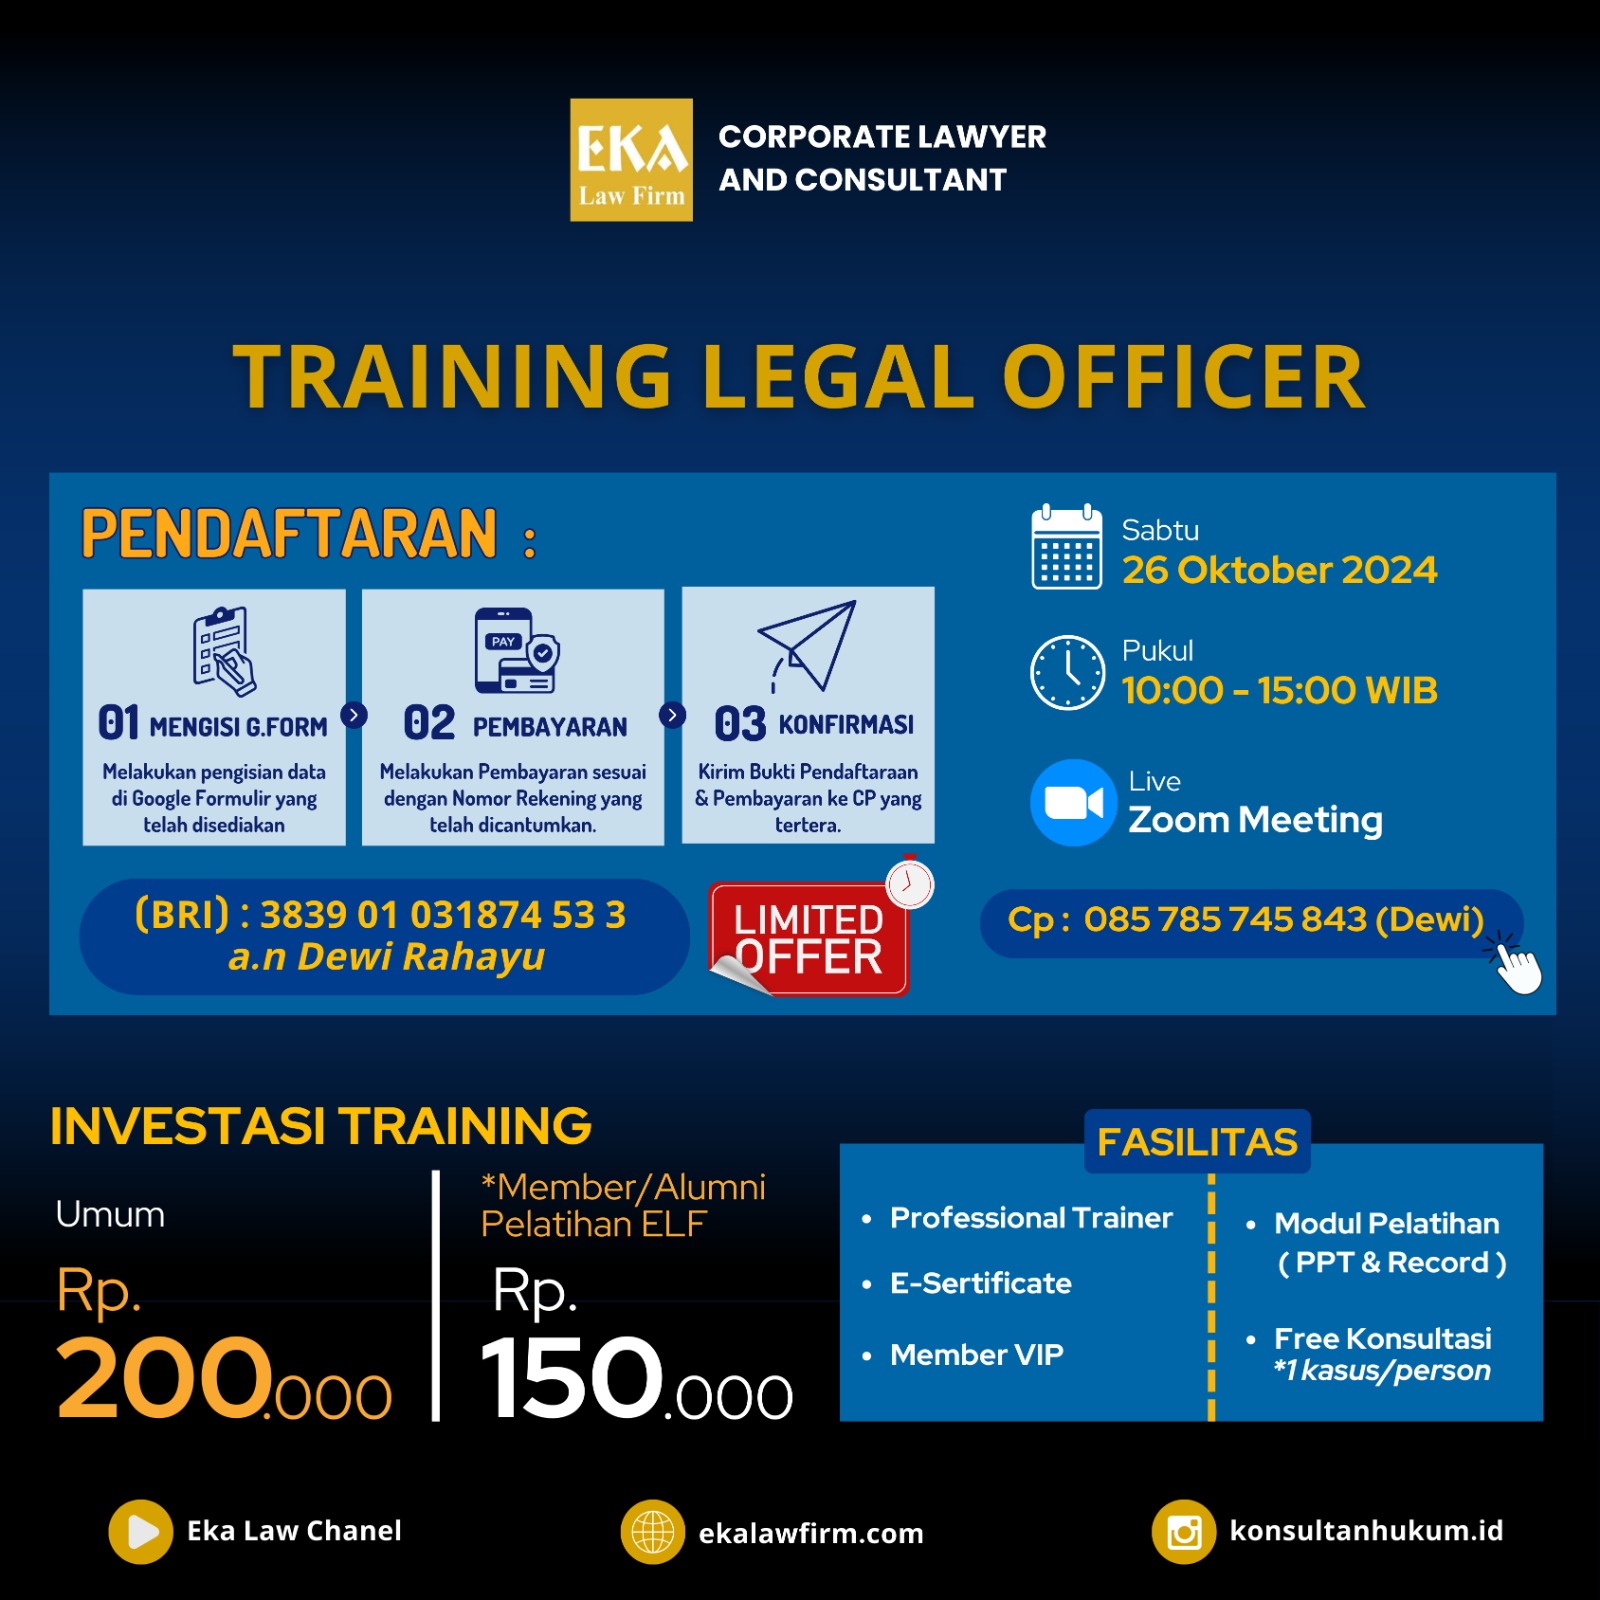 EKA
Law Firm
CORPORATE LAWYER
AND CONSULTANT
TRAINING LEGAL OFFICER
PENDAFTARAN :
01 MENGISI G.FORM
Melakukan pengisian data
di Google Formulir yang
telah disediakan
PAY
02 PEMBAYARAN
Melakukan Pembayaran sesuai
dengan Nomor Rekening yang
telah dicantumkan.
03 KONFIRMASI
Kirim Bukti Pendaftaraan
& Pembayaran ke CP yang
tertera.
(BRI) : 3839 01 031874 53 3
a.n Dewi Rahayu
LIMITED
OFFER
Sabtu
26 Oktober 2024
Pukul
10:00 - 15:00 WIB
Live
Zoom Meeting
Cp : 085 785 745 843 (Dewi)
INVESTASI TRAINING
Umum
Rp.
200.000
*Member/Alumni
Pelatihan ELF
Rp.
150.000
FASILITAS
• Professional Trainer
• E-Sertificate
• Member VIP
• Modul Pelatihan
( PPT & Record )
• Free Konsultasi
*1 kasus/person
Eka Law Chanel
ekalawfirm.com
konsultanhukum.id